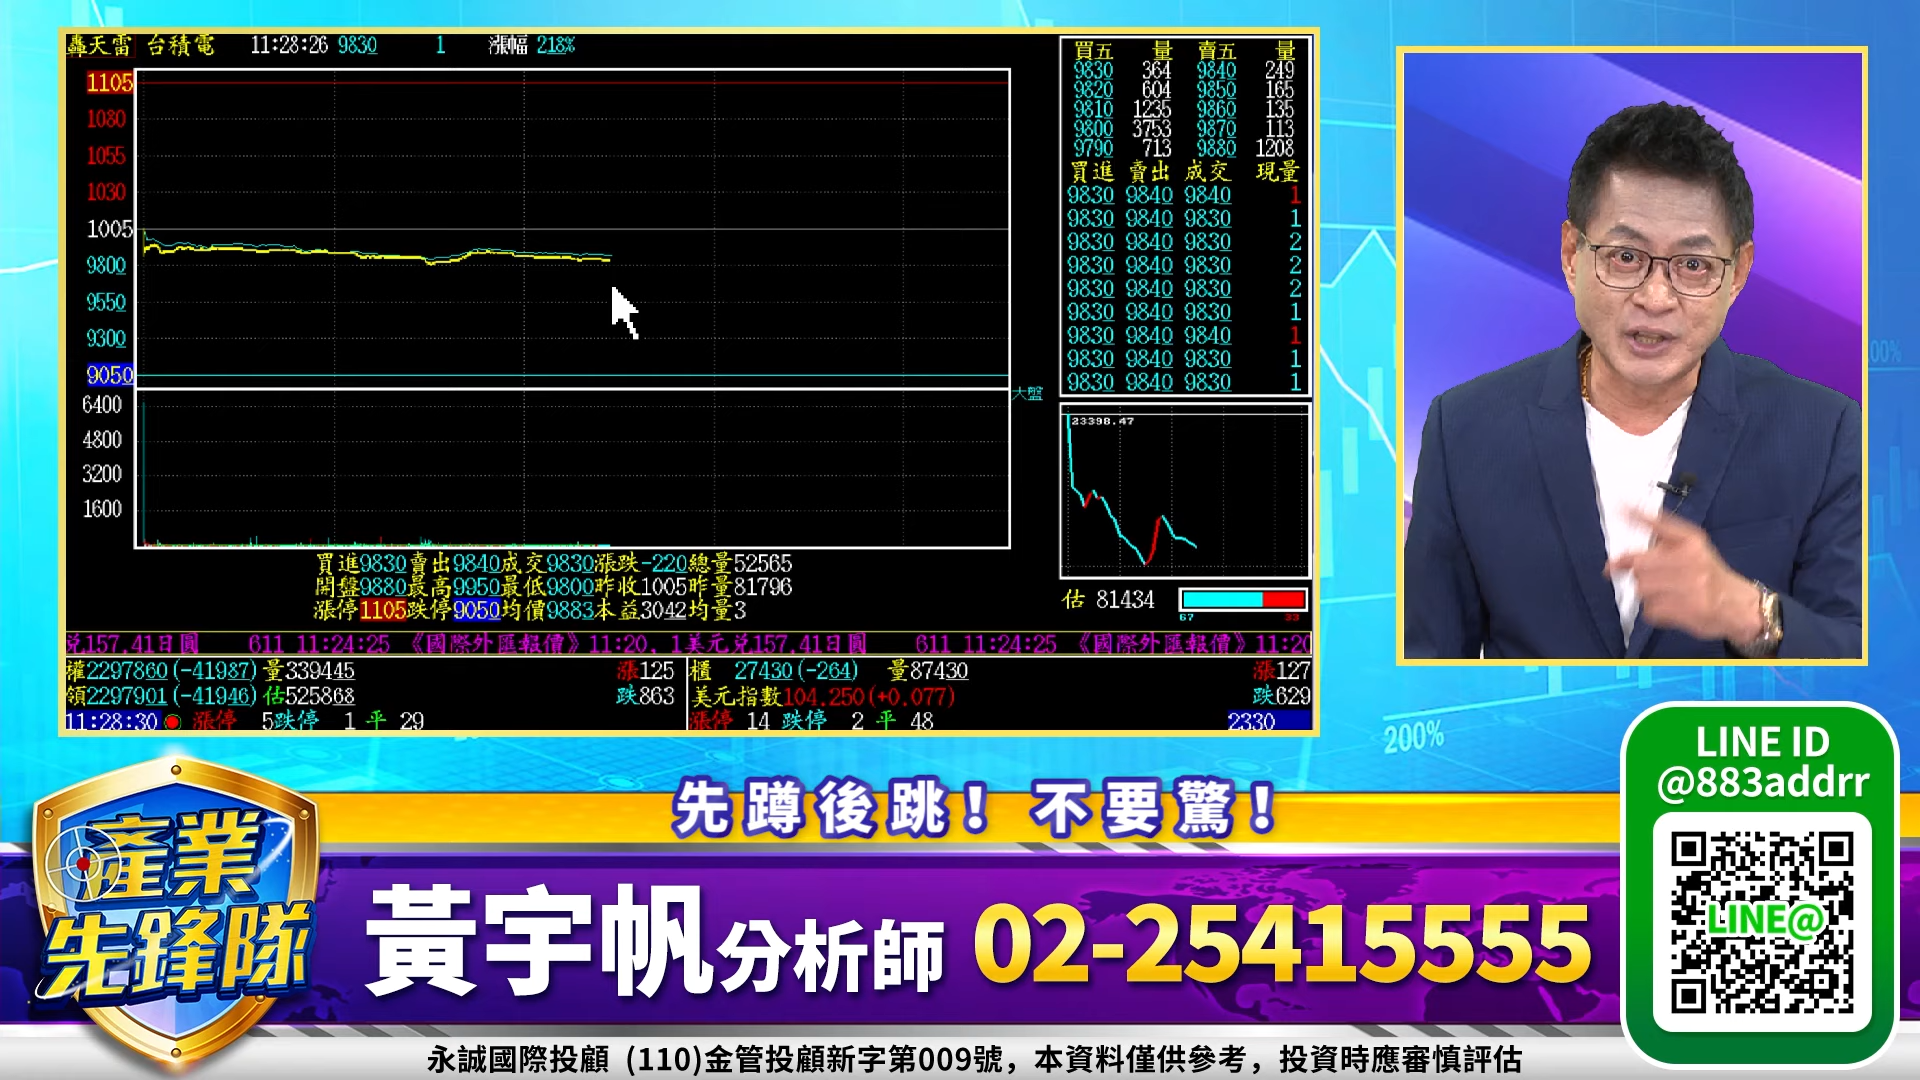 轟天雷 台積電 11:28:26 9830 1 漲幅 218%
1105
1080
1055
1030
1005
9800
9550
9300
9050
6400
4800
3200
1600
大盤
買五 量 賣五 量
9830 364 9840 249
9820 604 9850 165
9810 1235 9860 135
9800 3753 9870 113
9790 713 9880 1208
買進 賣出 成交 現量
9830 9840 9840 1
9830 9840 9830 1
9830 9840 9830 2
9830 9840 9830 2
9830 9840 9830 2
9830 9840 9830 1
9830 9840 9840 1
9830 9840 9830 1
9830 9840 9830 1
23398.47
估 81434
67 33
買進9830賣出9840成交9830漲跌-220總量52565
開盤9880最高9950最低9800昨收1005昨量81796
漲停1105跌停9050均價9883本益3042均量3
兌157.41日圓 611 11:24:25 《國際外匯報價》11:20, 1美元兌157.41日圓 611 11:24:25 《國際外匯報價》11:20
權2297860(-41987)量339445 漲125 櫃 27430(-264) 量87430 漲127
領2297901(-41946)估525868 跌863 美元指數104.250(+0.077) 跌629
11:28:30 漲停 5跌停 1 平 29 漲停 14 跌停 2 平 48 2330
200%
LINE ID
@883addrr
LINE@
先蹲後跳！不要驚！
產業
先鋒隊
黃宇帆分析師 02-25415555
永誠國際投顧 (110)金管投顧新字第009號，本資料僅供參考，投資時應審慎評估